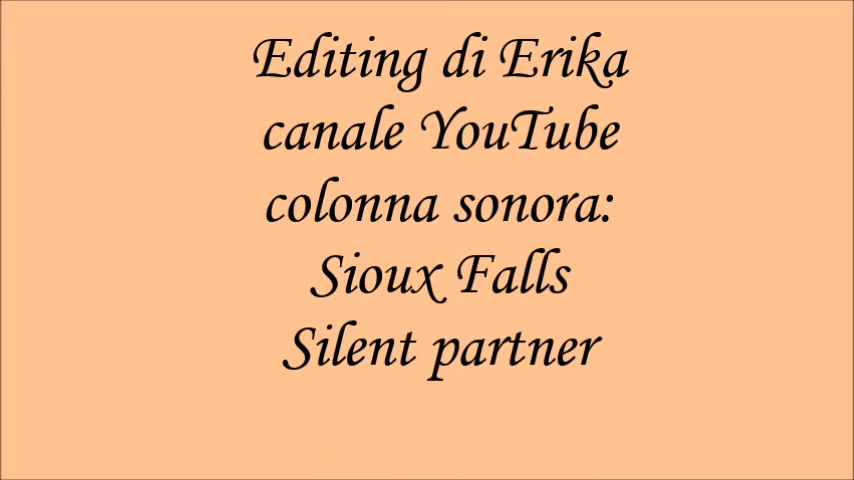 Editing di Erika
canale YouTube
colonna sonora:
Sioux Falls
Silent partner